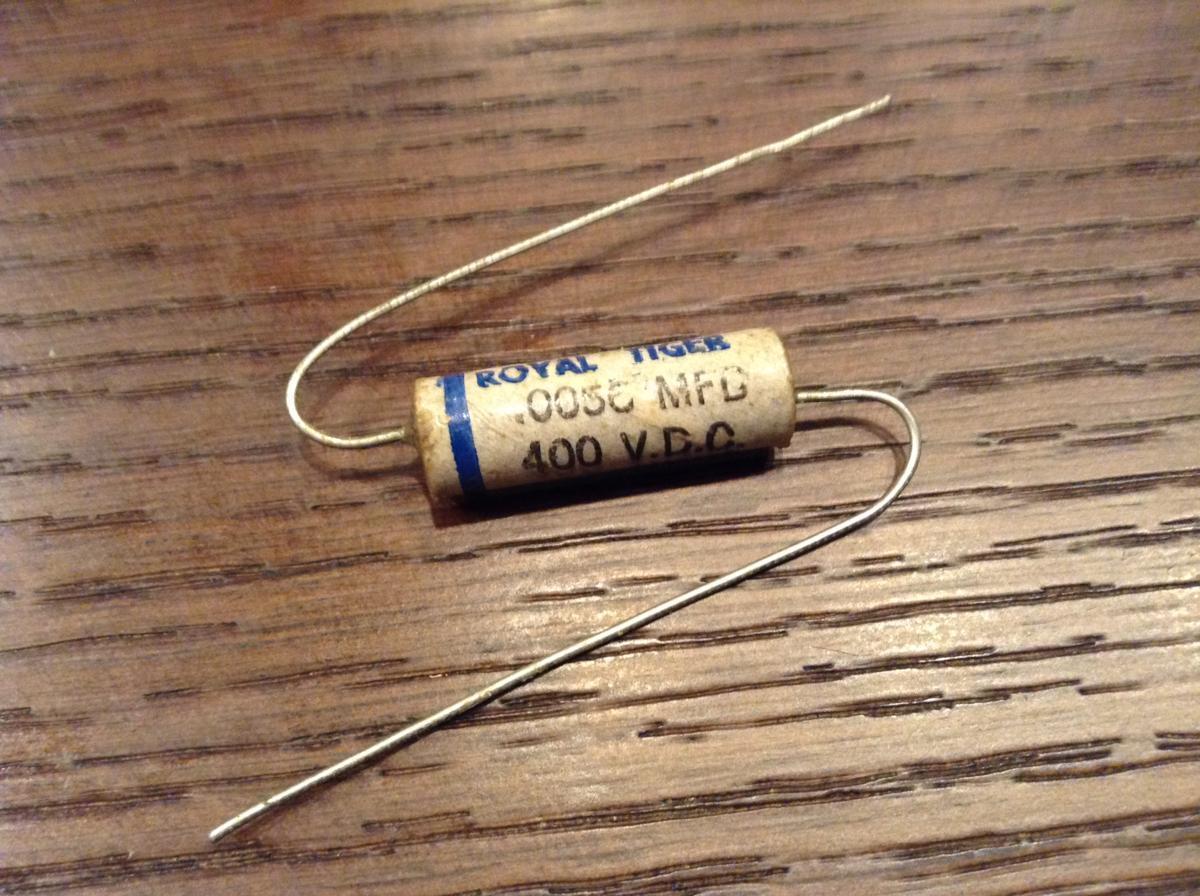 ROYAL TIGER
.0056 MFD
400 V.D.C.